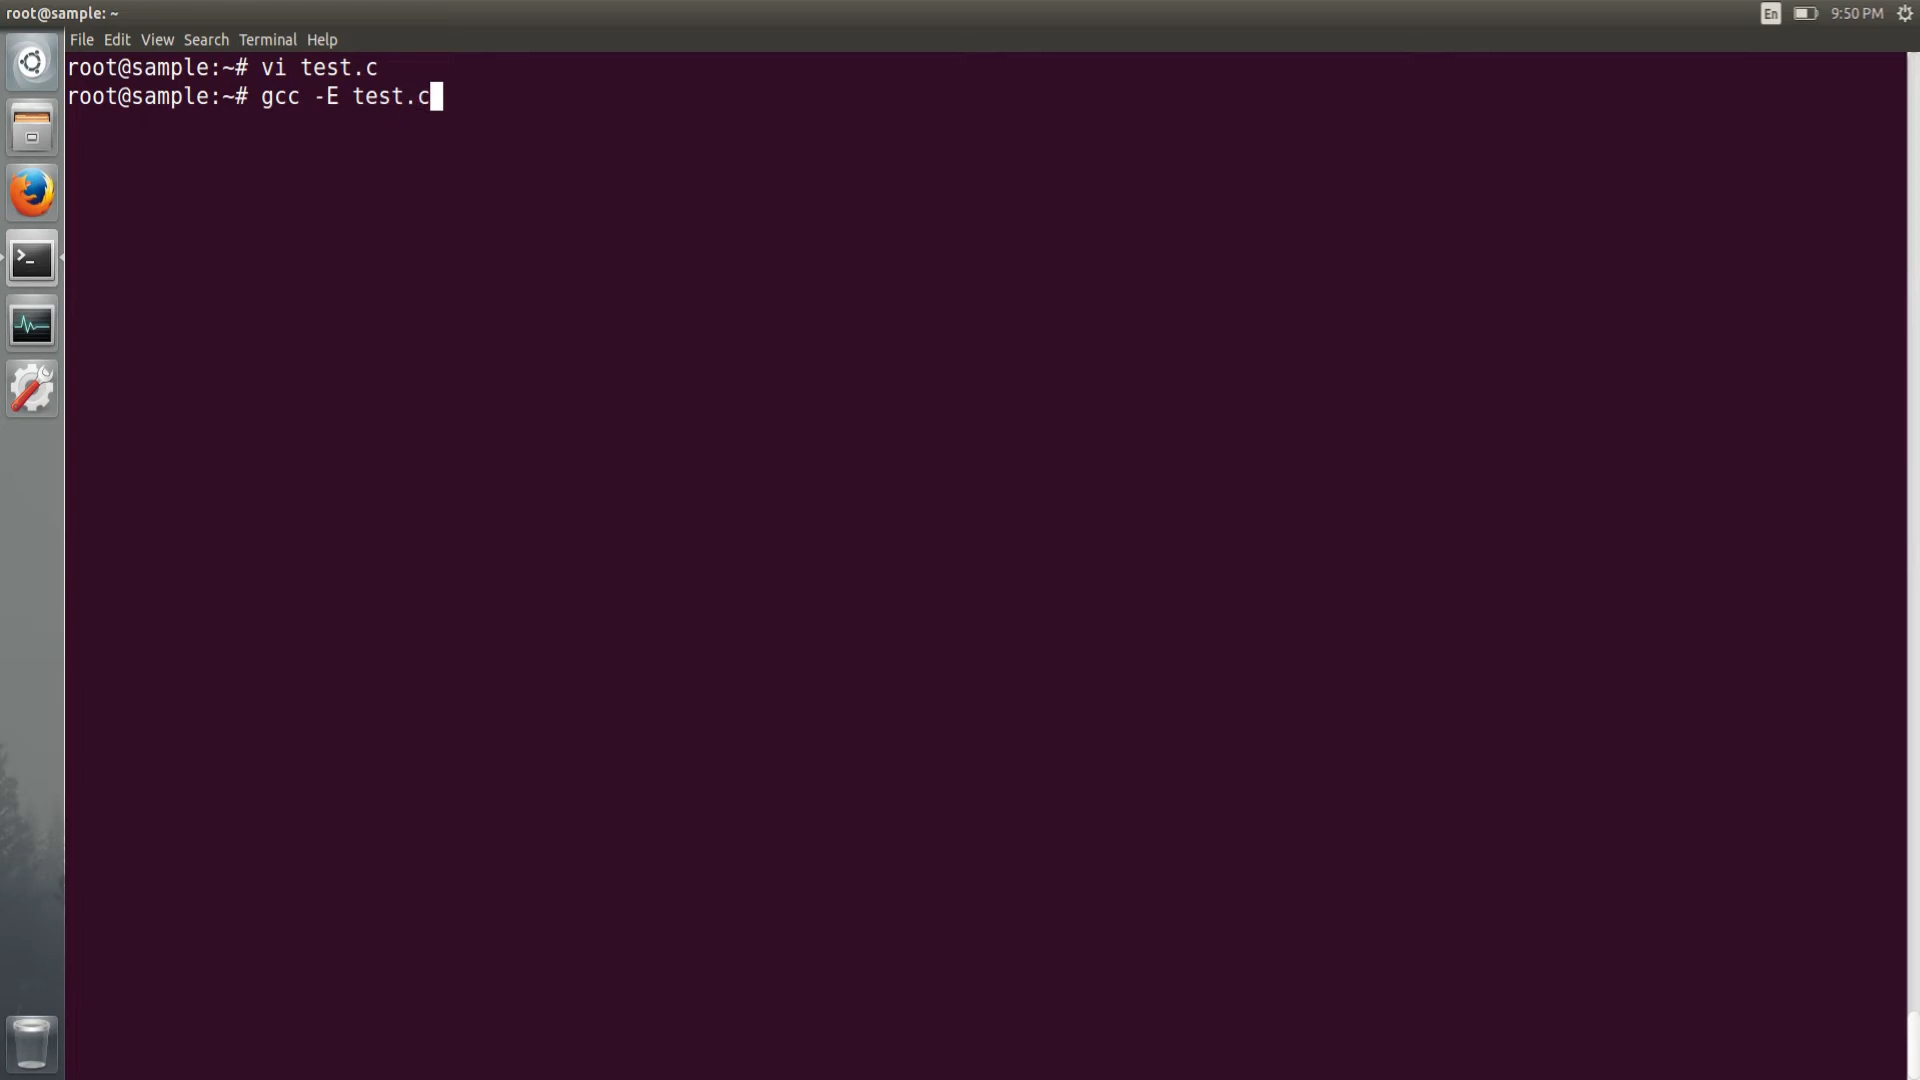 root@sample: ~
En
9:50 PM
File Edit View Search Terminal Help
root@sample:~# vi test.c
root@sample:~# gcc -E test.c